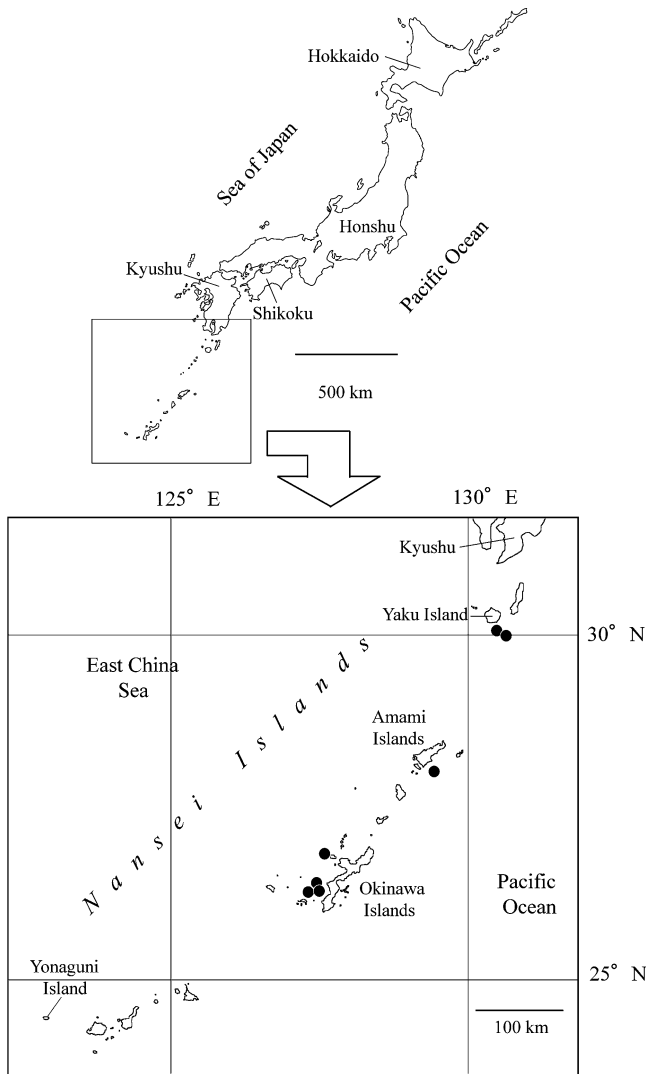 Hokkaido
Sea of Japan
Honshu
Pacific Ocean
Kyushu
Shikoku
500 km
125° E
130° E
Kyushu
Yaku Island
30° N
East China
Sea
Nansei Islands
Amami
Islands
Okinawa
Islands
Pacific
Ocean
Yonaguni
Island
25° N
100 km